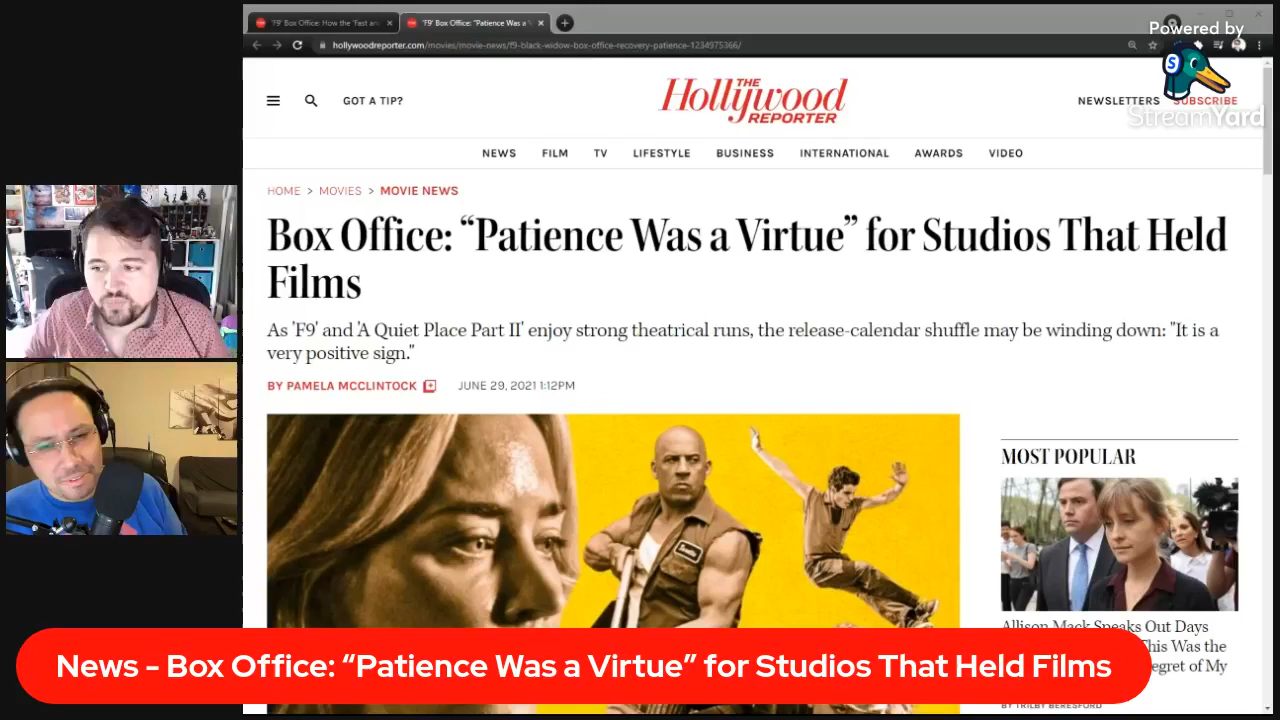 'F9' Box Office: How the 'Fast an
'F9' Box Office: "Patience Was a V
hollywoodreporter.com/movies/movie-news/f9-black-widow-box-office-recovery-patience-1234975366/
Powered by
S
StreamYard
GOT A TIP?
THE
Hollywood
REPORTER
NEWSLETTERS
SUBSCRIBE
NEWS
FILM
TV
LIFESTYLE
BUSINESS
INTERNATIONAL
AWARDS
VIDEO
HOME > MOVIES > MOVIE NEWS
Box Office: “Patience Was a Virtue” for Studios That Held
Films
As 'F9' and 'A Quiet Place Part II' enjoy strong theatrical runs, the release-calendar shuffle may be winding down: "It is a
very positive sign."
BY PAMELA MCCLINTOCK
JUNE 29, 2021 1:12PM
MOST POPULAR
Allison Mack Speaks Out Days
This Was the
egret of My
BY TRILBY BERESFORD
News - Box Office: “Patience Was a Virtue” for Studios That Held Films